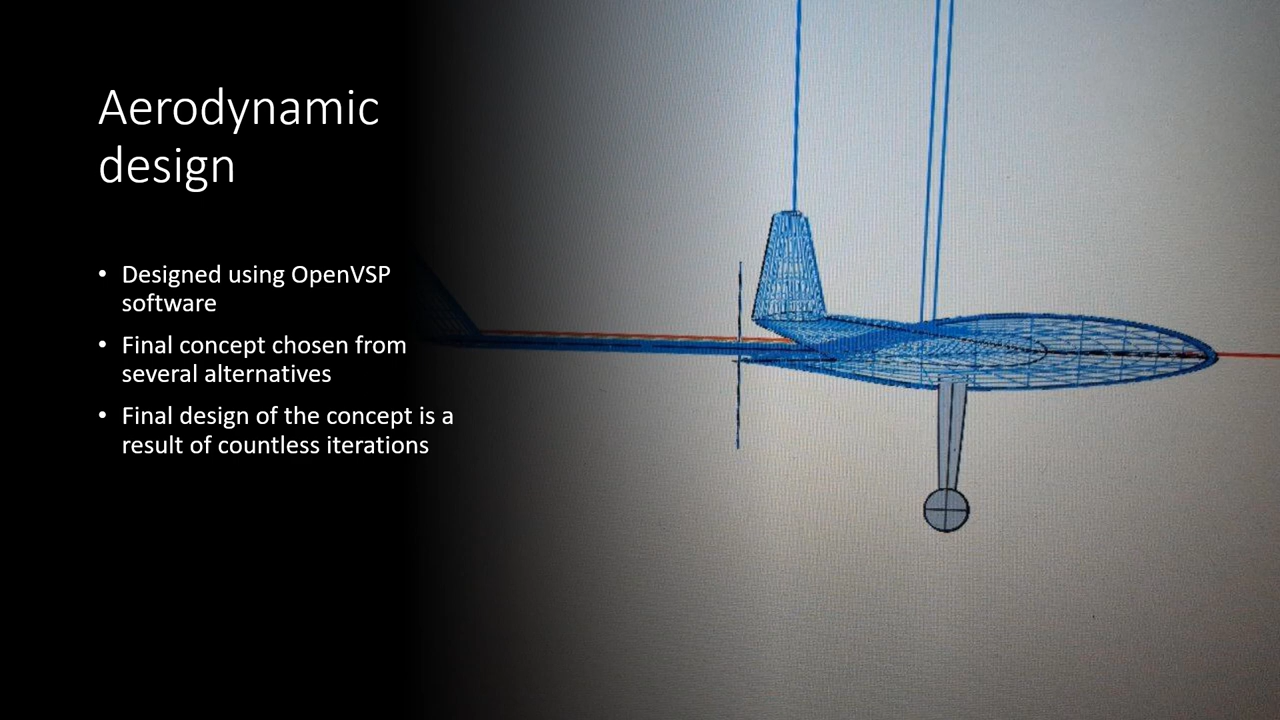 Aerodynamic
design
• Designed using OpenVSP
software
• Final concept chosen from
several alternatives
• Final design of the concept is a
result of countless iterations